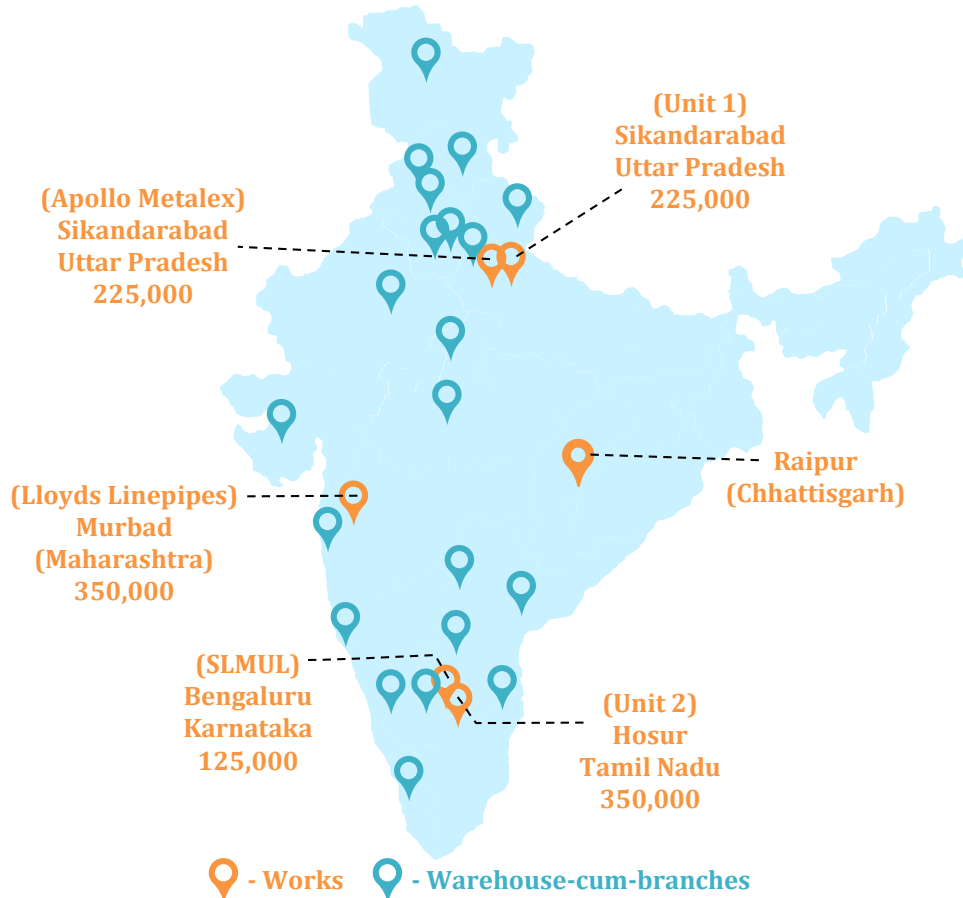 (Unit 1)
Sikandarabad
Uttar Pradesh
225,000
(Apollo Metalex)
Sikandarabad
Uttar Pradesh
225,000
Raipur
(Chhattisgarh)
(Lloyds Linepipes)
Murbad
(Maharashtra)
350,000
(SLMUL)
Bengaluru
Karnataka
125,000
(Unit 2)
Hosur
Tamil Nadu
350,000
- Works
- Warehouse-cum-branches